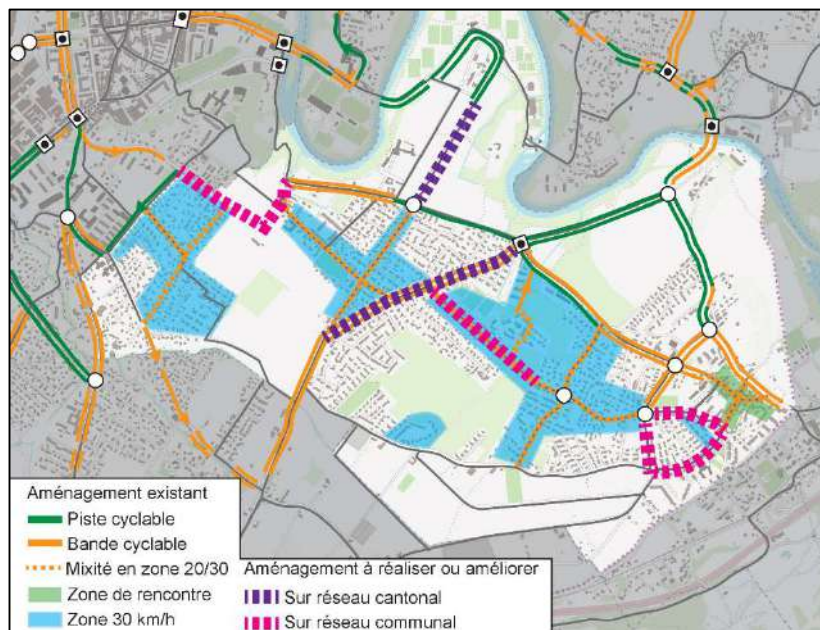 Aménagement existant
Piste cyclable
Bande cyclable
Mixité en zone 20/30
Zone de rencontre
Zone 30 km/h
Aménagement à réaliser ou améliorer
Sur réseau cantonal
Sur réseau communal